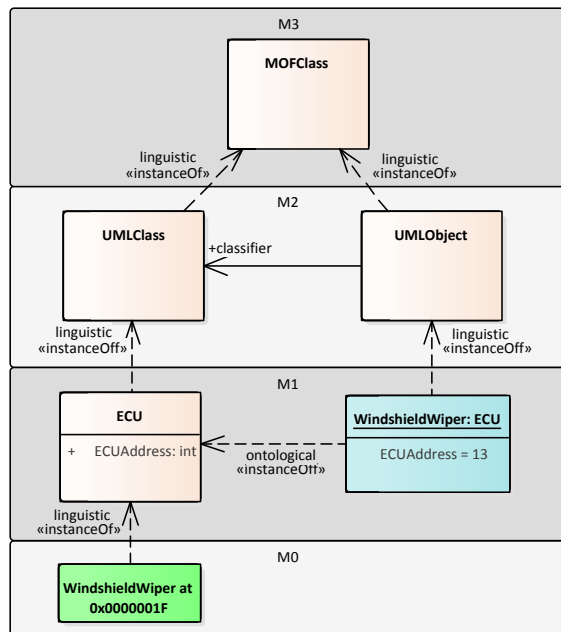 M3
MOFClass
linguistic
«instanceOf»
linguistic
«instanceOf»
M2
UMLClass
+classifier
UMLObject
linguistic
«instanceOff»
linguistic
«instanceOff»
M1
ECU
+ ECUAddress: int
ontological
«instanceOff»
WindshieldWiper: ECU
ECUAddress = 13
linguistic
«instanceOf»
M0
WindshieldWiper at
0x0000001F